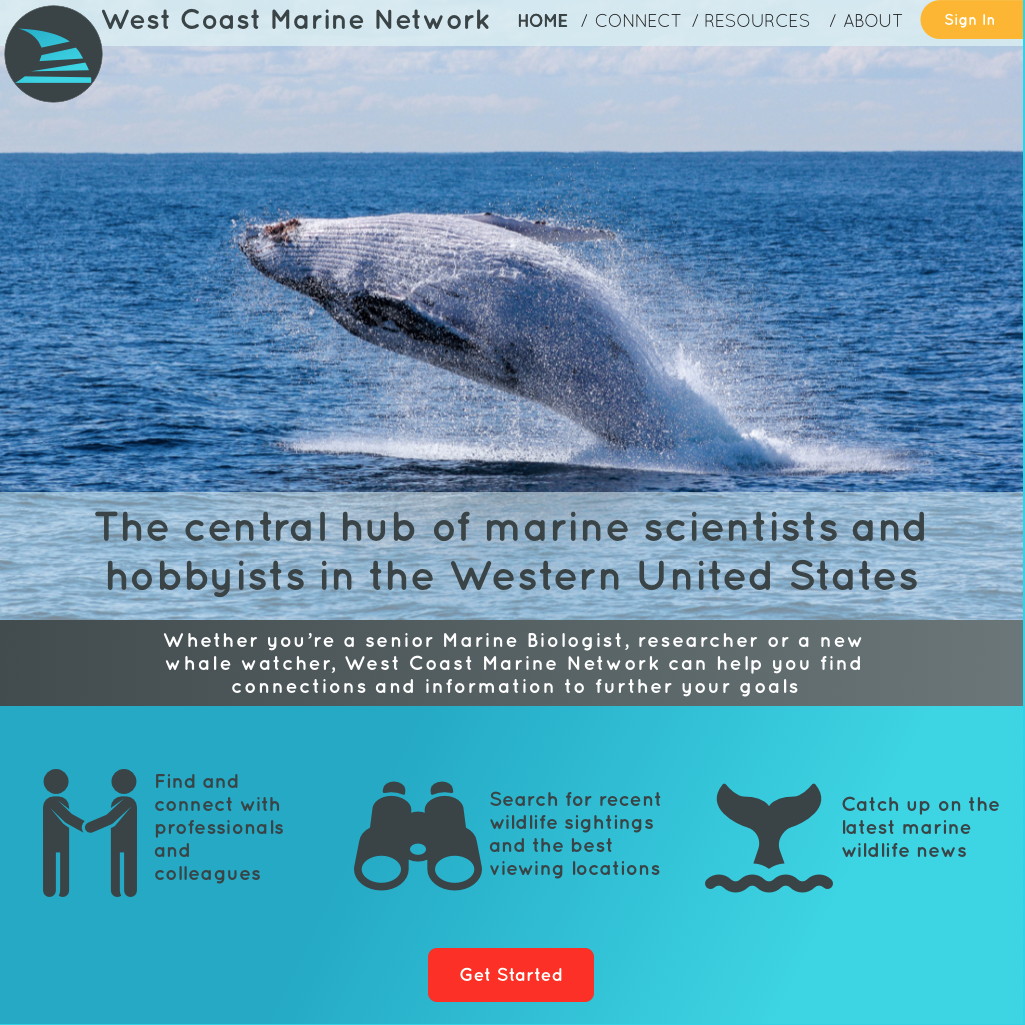 West Coast Marine Network HOME / CONNECT / RESOURCES / ABOUT Sign In
The central hub of marine scientists and
hobbyists in the Western United States
Whether you're a senior Marine Biologist, researcher or a new
whale watcher, West Coast Marine Network can help you find
connections and information to further your goals
Find and
connect with
professionals
and
colleagues
Search for recent
wildlife sightings
and the best
viewing locations
Catch up on the
latest marine
wildlife news
Get Started